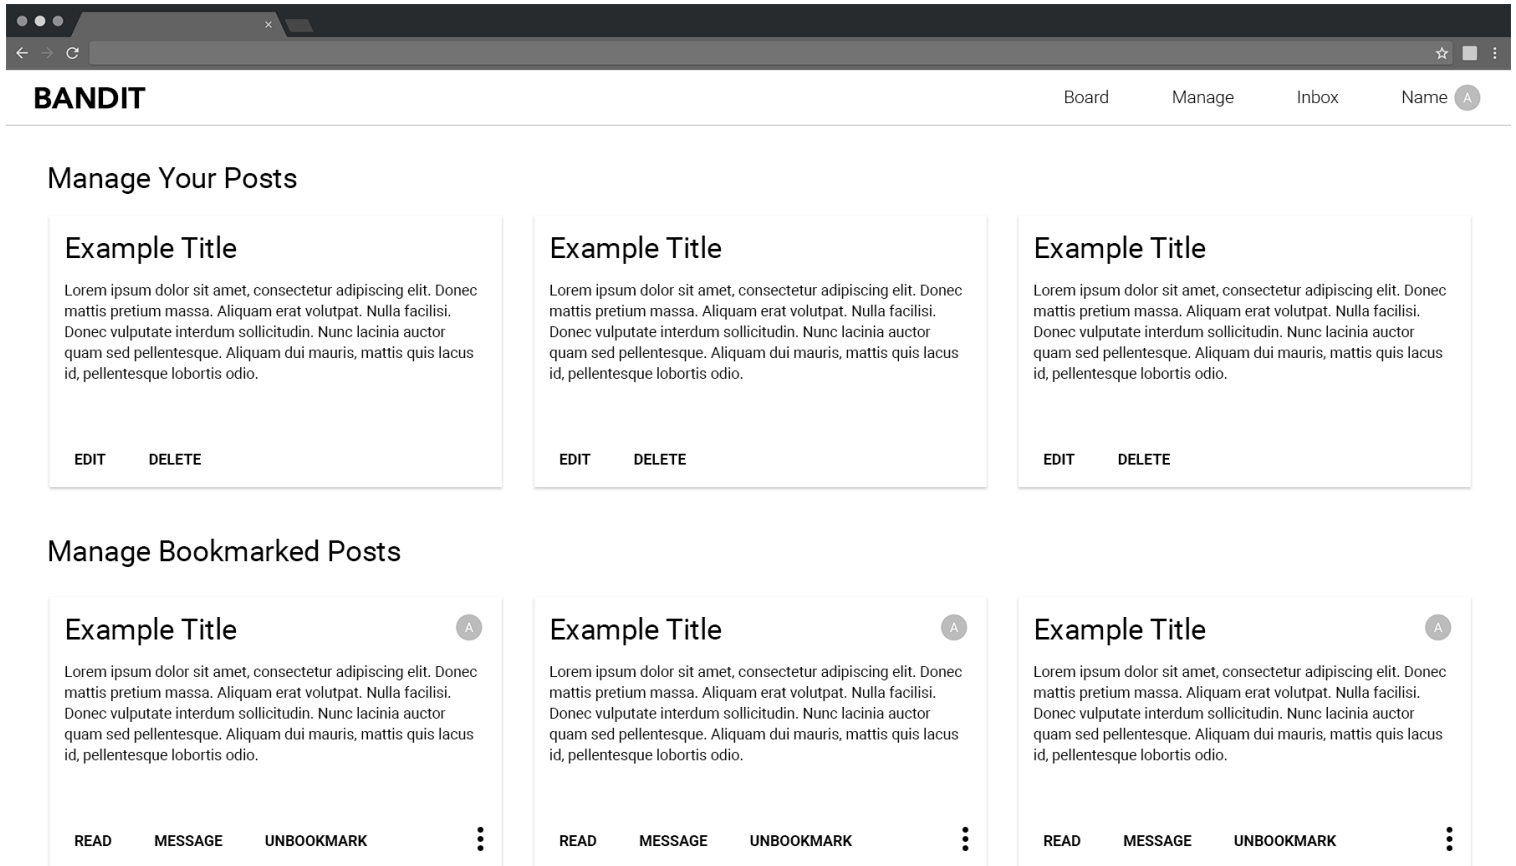 BANDIT
Board Manage Inbox Name A
Manage Your Posts
Example Title
Lorem ipsum dolor sit amet, consectetur adipiscing elit. Donec
mattis pretium massa. Aliquam erat volutpat. Nulla facilisi.
Donec vulputate interdum sollicitudin. Nunc lacinia auctor
quam sed pellentesque. Aliquam dui mauris, mattis quis lacus
id, pellentesque lobortis odio.
EDIT DELETE
Example Title
Lorem ipsum dolor sit amet, consectetur adipiscing elit. Donec
mattis pretium massa. Aliquam erat volutpat. Nulla facilisi.
Donec vulputate interdum sollicitudin. Nunc lacinia auctor
quam sed pellentesque. Aliquam dui mauris, mattis quis lacus
id, pellentesque lobortis odio.
EDIT DELETE
Example Title
Lorem ipsum dolor sit amet, consectetur adipiscing elit. Donec
mattis pretium massa. Aliquam erat volutpat. Nulla facilisi.
Donec vulputate interdum sollicitudin. Nunc lacinia auctor
quam sed pellentesque. Aliquam dui mauris, mattis quis lacus
id, pellentesque lobortis odio.
EDIT DELETE
Manage Bookmarked Posts
Example Title A
Lorem ipsum dolor sit amet, consectetur adipiscing elit. Donec
mattis pretium massa. Aliquam erat volutpat. Nulla facilisi.
Donec vulputate interdum sollicitudin. Nunc lacinia auctor
quam sed pellentesque. Aliquam dui mauris, mattis quis lacus
id, pellentesque lobortis odio.
READ MESSAGE UNBOOKMARK
Example Title A
Lorem ipsum dolor sit amet, consectetur adipiscing elit. Donec
mattis pretium massa. Aliquam erat volutpat. Nulla facilisi.
Donec vulputate interdum sollicitudin. Nunc lacinia auctor
quam sed pellentesque. Aliquam dui mauris, mattis quis lacus
id, pellentesque lobortis odio.
READ MESSAGE UNBOOKMARK
Example Title A
Lorem ipsum dolor sit amet, consectetur adipiscing elit. Donec
mattis pretium massa. Aliquam erat volutpat. Nulla facilisi.
Donec vulputate interdum sollicitudin. Nunc lacinia auctor
quam sed pellentesque. Aliquam dui mauris, mattis quis lacus
id, pellentesque lobortis odio.
READ MESSAGE UNBOOKMARK